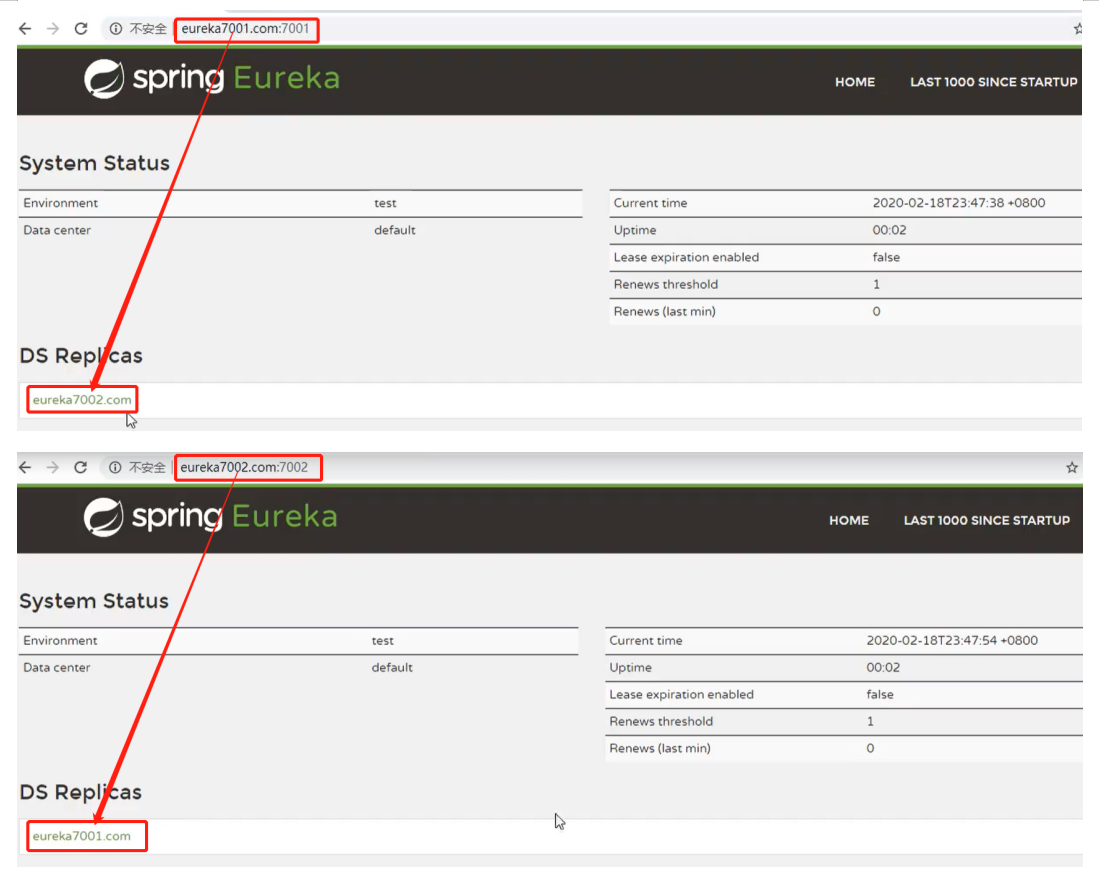 不安全 eureka7001.com:7001
spring Eureka HOME LAST 1000 SINCE STARTUP
System Status
Environment test Current time 2020-02-18T23:47:38 +0800
Data center default Uptime 00:02
Lease expiration enabled false
Renews threshold 1
Renews (last min) 0
DS Replicas
eureka7002.com
不安全 eureka7002.com:7002
spring Eureka HOME LAST 1000 SINCE STARTUP
System Status
Environment test Current time 2020-02-18T23:47:54 +0800
Data center default Uptime 00:02
Lease expiration enabled false
Renews threshold 1
Renews (last min) 0
DS Replicas
eureka7001.com